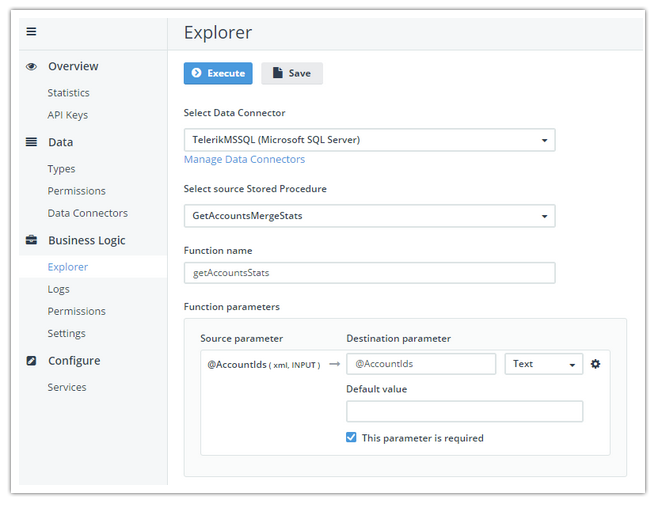 Explorer
Overview
Statistics
API Keys
Data
Types
Permissions
Data Connectors
Business Logic
Explorer
Logs
Permissions
Settings
Configure
Services
Execute
Save
Select Data Connector
TelerikMSSQL (Microsoft SQL Server)
Manage Data Connectors
Select source Stored Procedure
GetAccountsMergeStats
Function name
getAccountsStats
Function parameters
Source parameter
Destination parameter
@AccountIds ( xml, INPUT )
@AccountIds
Text
Default value
This parameter is required